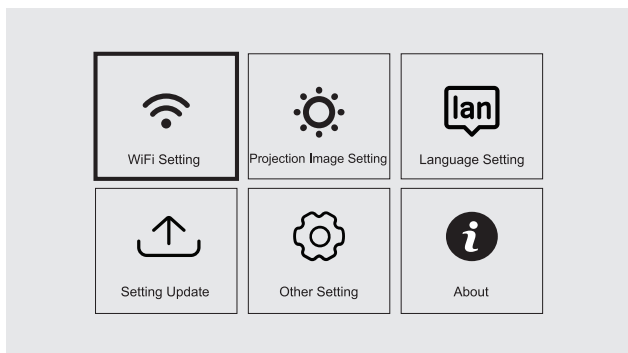 lan
WiFi Setting
Projection Image Setting
Language Setting
i
Setting Update
Other Setting
About